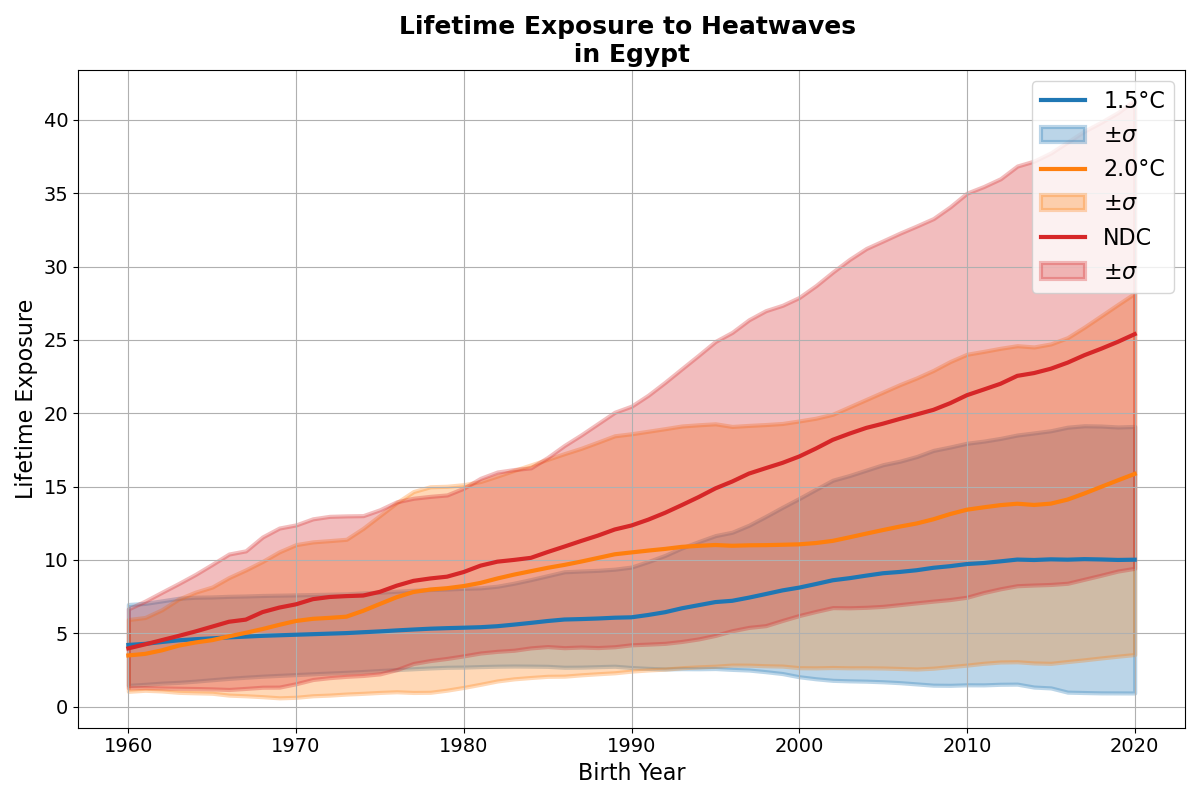 Lifetime Exposure to Heatwaves
in Egypt
Lifetime Exposure
40
35
30
25
20
15
10
5
0
1960
1970
1980
1990
2000
2010
2020
Birth Year
1.5°C
±σ
2.0°C
±σ
NDC
±σ